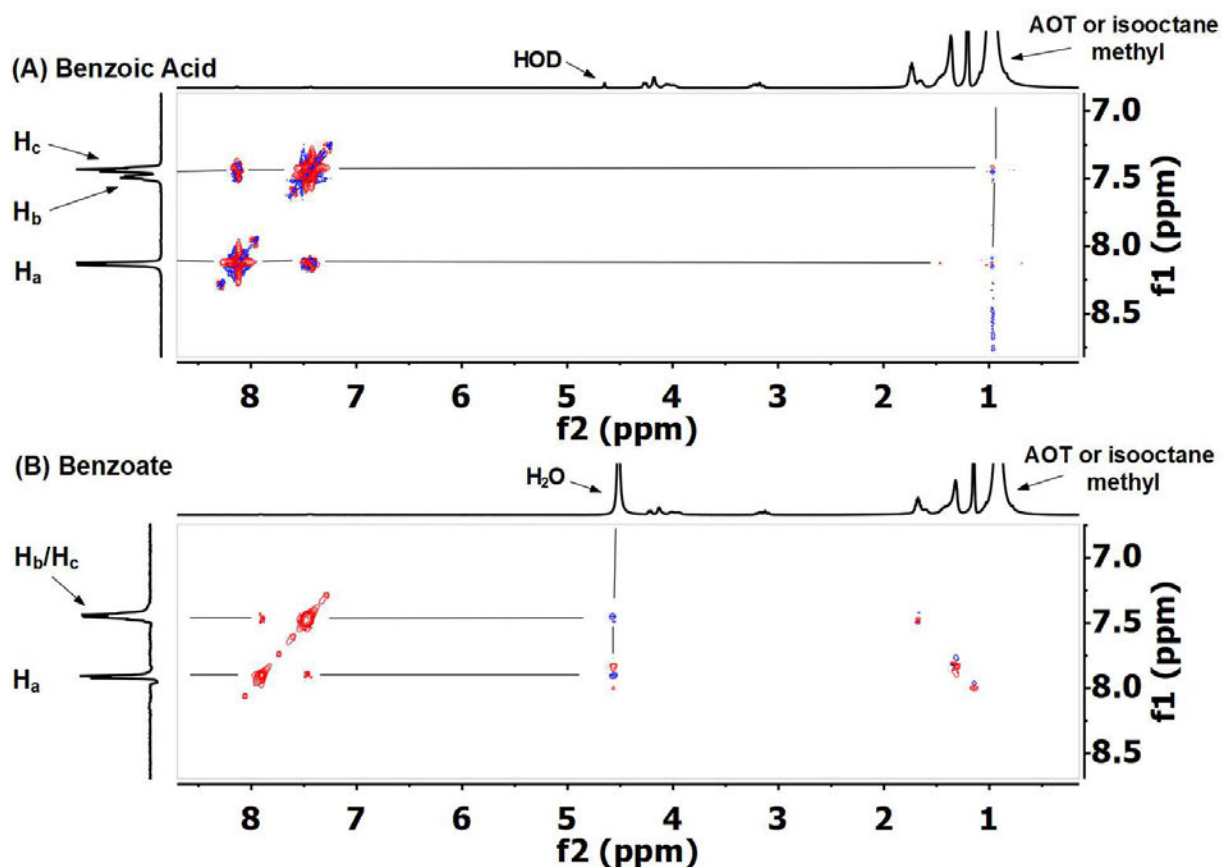 AOT or isooctane
methyl
(A) Benzoic Acid
HOD
Hc
Hb
Ha
7.0
7.5
8.0
8.5
f1 (ppm)
8 7 6 5 4 3 2 1
f2 (ppm)
(B) Benzoate
AOT or isooctane
methyl
H₂O
Hb/Hc
Ha
7.0
7.5
8.0
8.5
f1 (ppm)
8 7 6 5 4 3 2 1
f2 (ppm)